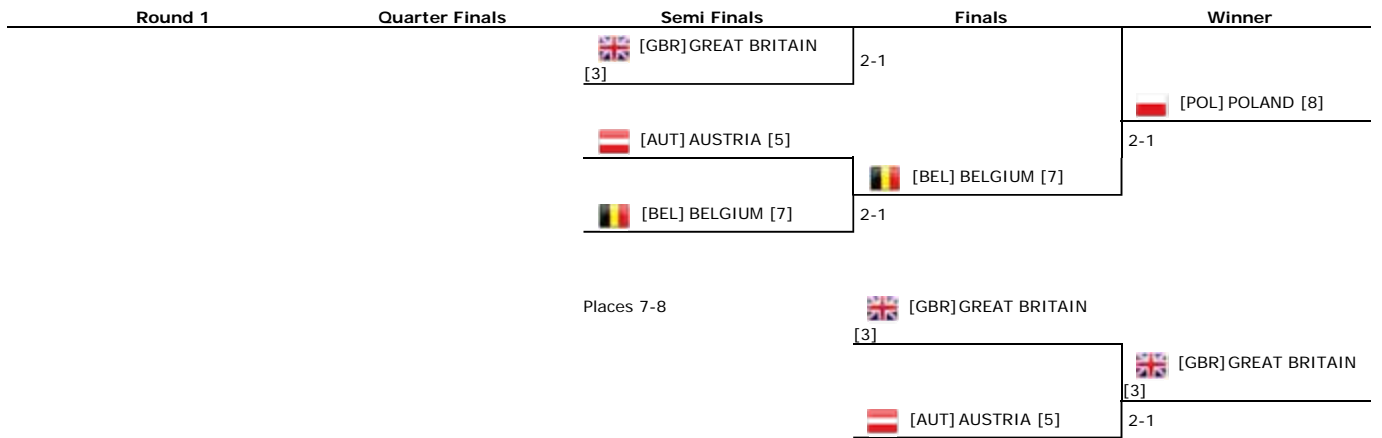 Round 1 Quarter Finals Semi Finals Finals Winner
[GBR] GREAT BRITAIN
[3]
2-1
[POL] POLAND [8]
[AUT] AUSTRIA [5]
2-1
[BEL] BELGIUM [7]
[BEL] BELGIUM [7]
2-1
Places 7-8
[GBR] GREAT BRITAIN
[3]
[GBR] GREAT BRITAIN
[3]
[AUT] AUSTRIA [5]
2-1